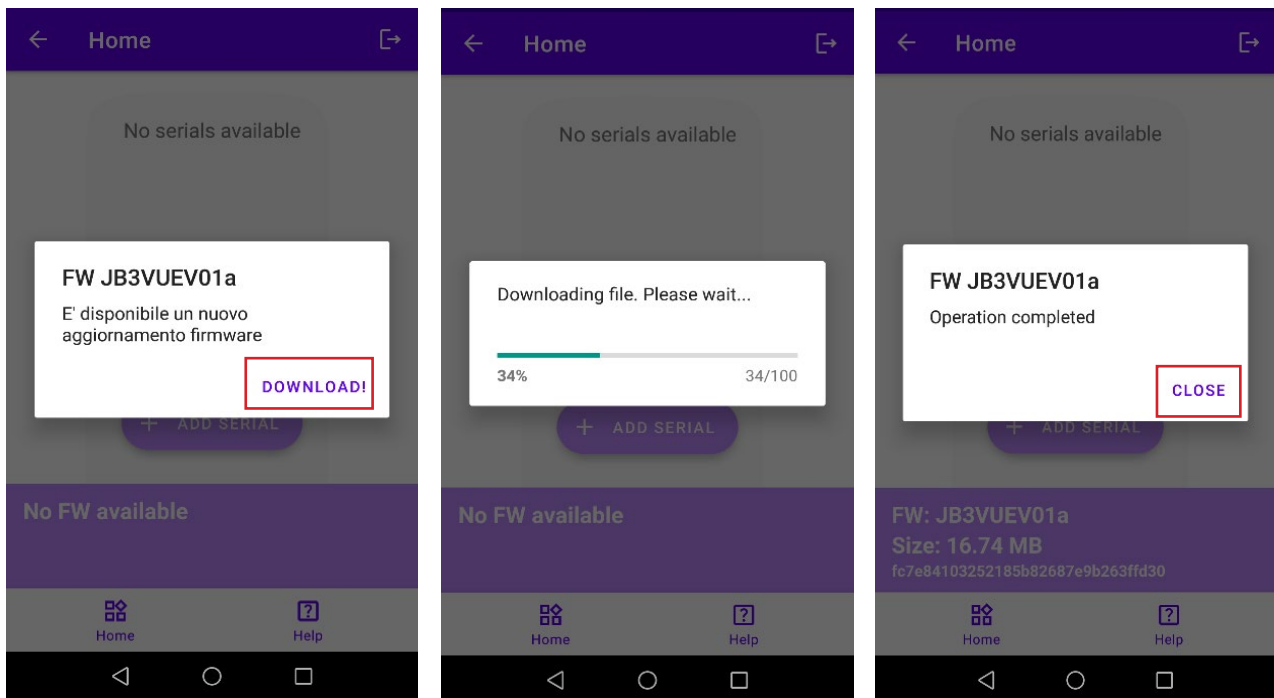 Home
No serials available
FW JB3VUEV01a
E' disponibile un nuovo
aggiornamento firmware
DOWNLOAD!
+ ADD SERIAL
No FW available
Home
Help
Home
No serials available
Downloading file. Please wait...
34%
34/100
+ ADD SERIAL
No FW available
Home
Help
Home
No serials available
FW JB3VUEV01a
Operation completed
CLOSE
+ ADD SERIAL
FW: JB3VUEV01a
Size: 16.74 MB
fc7e84103252185b82687e9b263ffd30
Home
Help